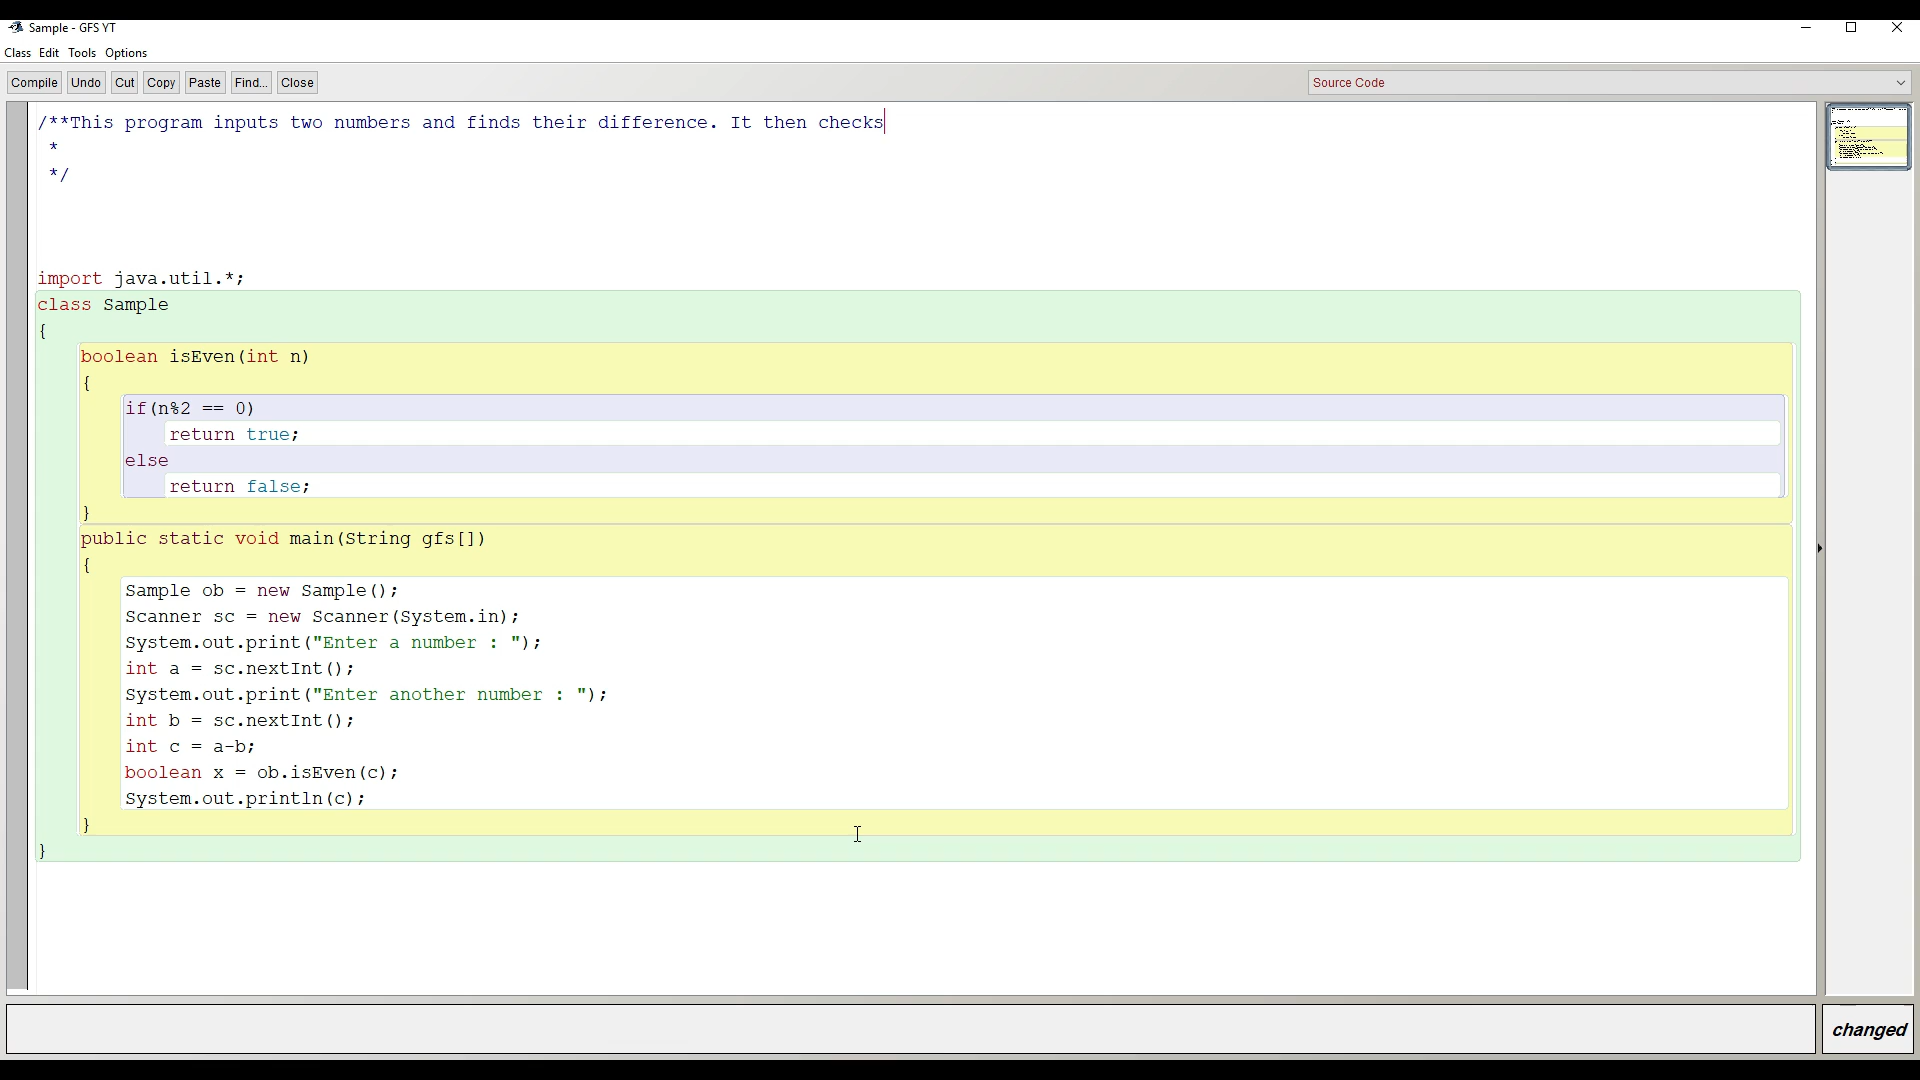 Sample - GFS YT
Class Edit Tools Options
Compile Undo Cut Copy Paste Find... Close Source Code
/**This program inputs two numbers and finds their difference. It then checks
*
*/
import java.util.*;
class Sample
{
boolean isEven(int n)
{
if(n%2 == 0)
return true;
else
return false;
}
public static void main(String gfs[])
{
Sample ob = new Sample();
Scanner sc = new Scanner(System.in);
System.out.print("Enter a number : ");
int a = sc.nextInt();
System.out.print("Enter another number : ");
int b = sc.nextInt();
int c = a-b;
boolean x = ob.isEven(c);
System.out.println(c);
}
}
changed